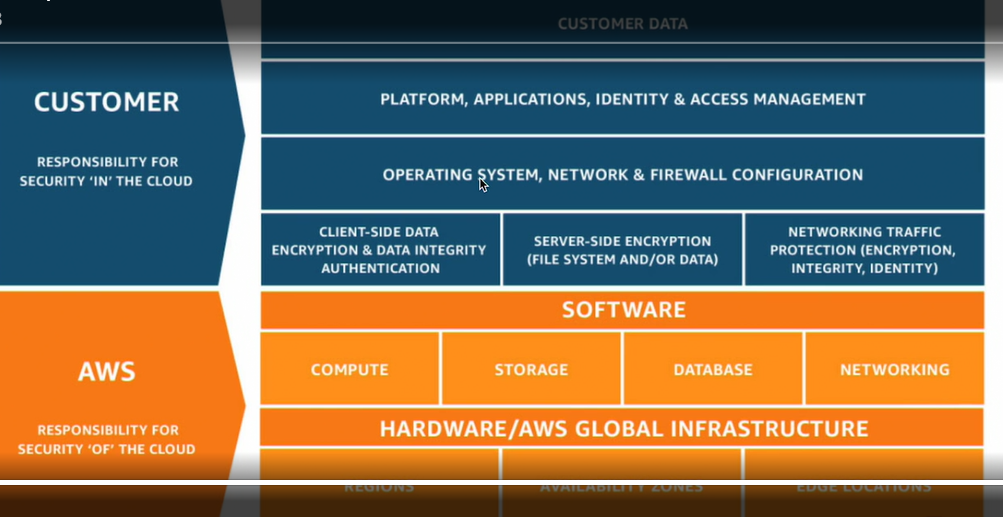 CUSTOMER DATA
CUSTOMER
RESPONSIBILITY FOR
SECURITY ‘IN’ THE CLOUD
PLATFORM, APPLICATIONS, IDENTITY & ACCESS MANAGEMENT
OPERATING SYSTEM, NETWORK & FIREWALL CONFIGURATION
CLIENT-SIDE DATA
ENCRYPTION & DATA INTEGRITY
AUTHENTICATION
SERVER-SIDE ENCRYPTION
(FILE SYSTEM AND/OR DATA)
NETWORKING TRAFFIC
PROTECTION (ENCRYPTION,
INTEGRITY, IDENTITY)
AWS
RESPONSIBILITY FOR
SECURITY ‘OF’ THE CLOUD
SOFTWARE
COMPUTE
STORAGE
DATABASE
NETWORKING
HARDWARE/AWS GLOBAL INFRASTRUCTURE
REGIONS
AVAILABILITY ZONES
EDGE LOCATIONS